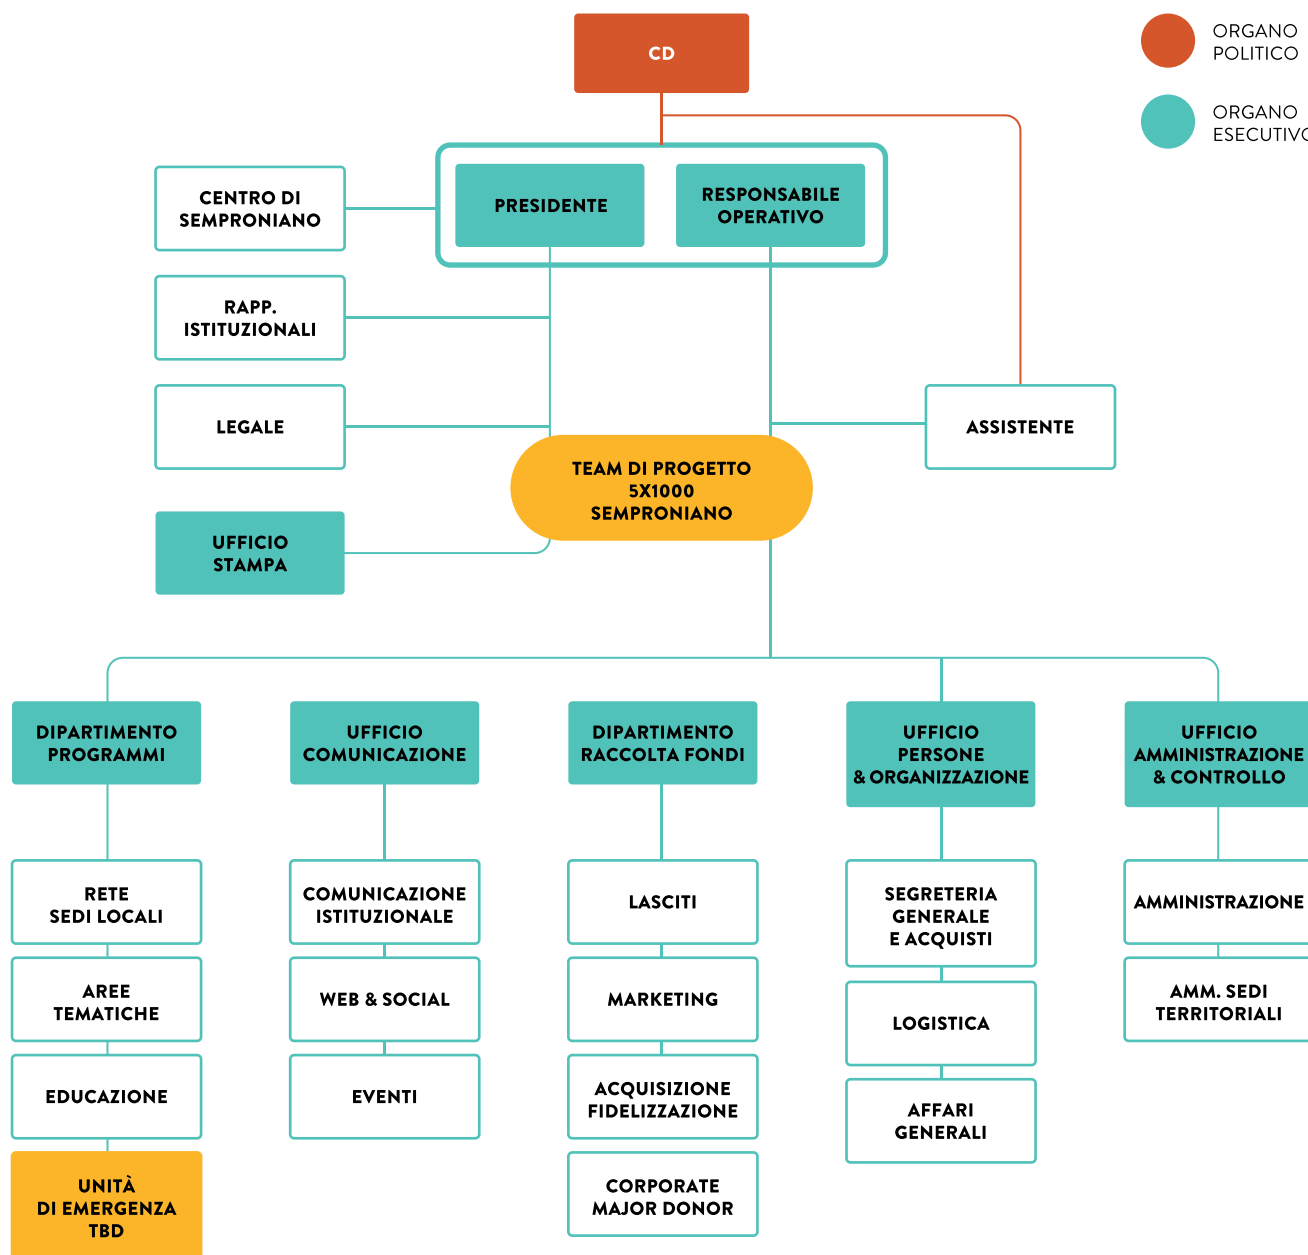 CD
ORGANO
POLITICO
ORGANO
ESECUTIVO
CENTRO DI
SEMPRONIANO
PRESIDENTE
RESPONSABILE
OPERATIVO
RAPP.
ISTITUZIONALI
LEGALE
ASSISTENTE
TEAM DI PROGETTO
5X1000
SEMPRONIANO
UFFICIO
STAMPA
DIPARTIMENTO
PROGRAMMI
UFFICIO
COMUNICAZIONE
DIPARTIMENTO
RACCOLTA FONDI
UFFICIO
PERSONE
& ORGANIZZAZIONE
UFFICIO
AMMINISTRAZIONE
& CONTROLLO
RETE
SEDI LOCALI
AREE
TEMATICHE
EDUCAZIONE
UNITÀ
DI EMERGENZA
TBD
COMUNICAZIONE
ISTITUZIONALE
WEB & SOCIAL
EVENTI
LASCITI
MARKETING
ACQUISIZIONE
FIDELIZZAZIONE
CORPORATE
MAJOR DONOR
SEGRETERIA
GENERALE
E ACQUISTI
LOGISTICA
AFFARI
GENERALI
AMMINISTRAZIONE
AMM. SEDI
TERRITORIALI